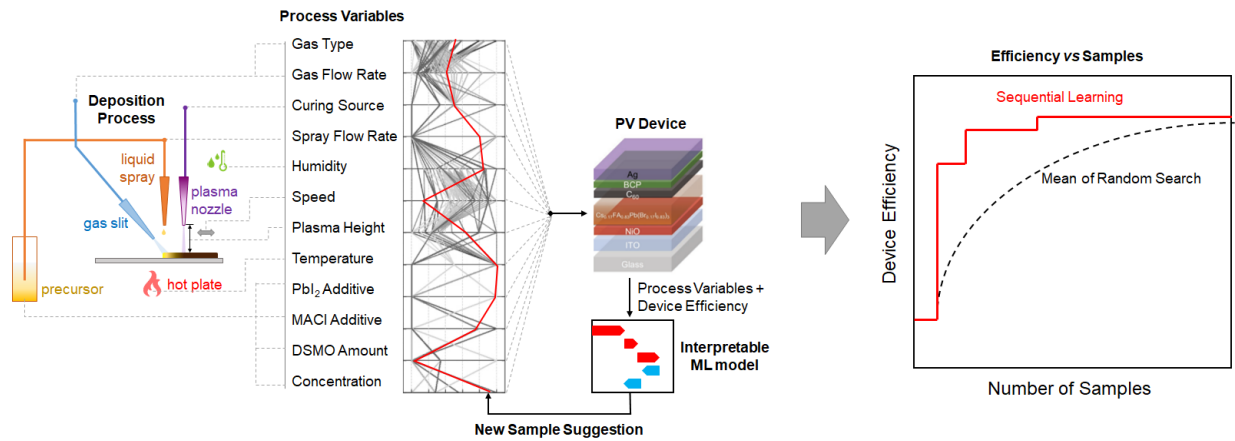 Process Variables
Gas Type
Gas Flow Rate
Curing Source
Spray Flow Rate
Humidity
Speed
Plasma Height
Temperature
PbI2 Additive
MACl Additive
DSMO Amount
Concentration
Deposition
Process
liquid
spray
plasma
nozzle
gas slit
precursor
hot plate
PV Device
Ag
BCP
C60
NiO
ITO
Glass
Process Variables +
Device Efficiency
Interpretable
ML model
New Sample Suggestion
Efficiency vs Samples
Sequential Learning
Mean of Random Search
Device Efficiency
Number of Samples